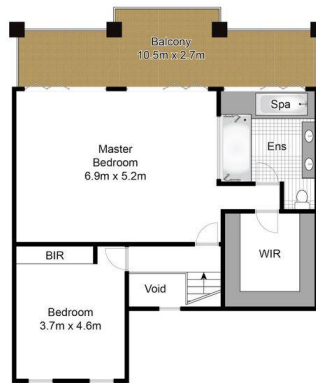 Balcony
10.5m x 2.7m
Spa
Ens
Master
Bedroom
6.9m x 5.2m
WIR
BIR
Void
Bedroom
3.7m x 4.6m